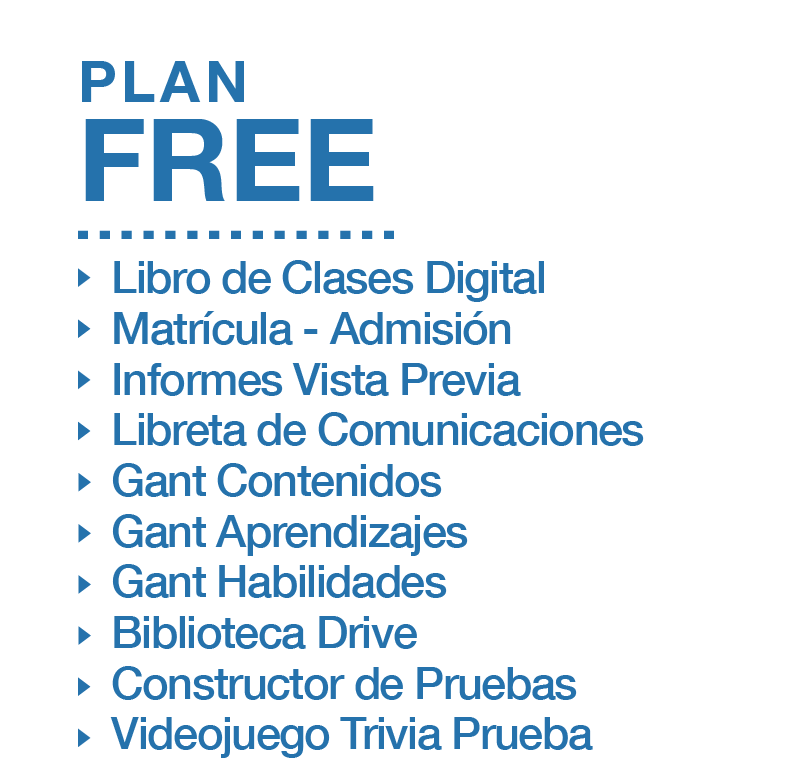 PLAN
FREE
Libro de Clases Digital
Matrícula - Admisión
Informes Vista Previa
Libreta de Comunicaciones
Gant Contenidos
Gant Aprendizajes
Gant Habilidades
Biblioteca Drive
Constructor de Pruebas
Videojuego Trivia Prueba